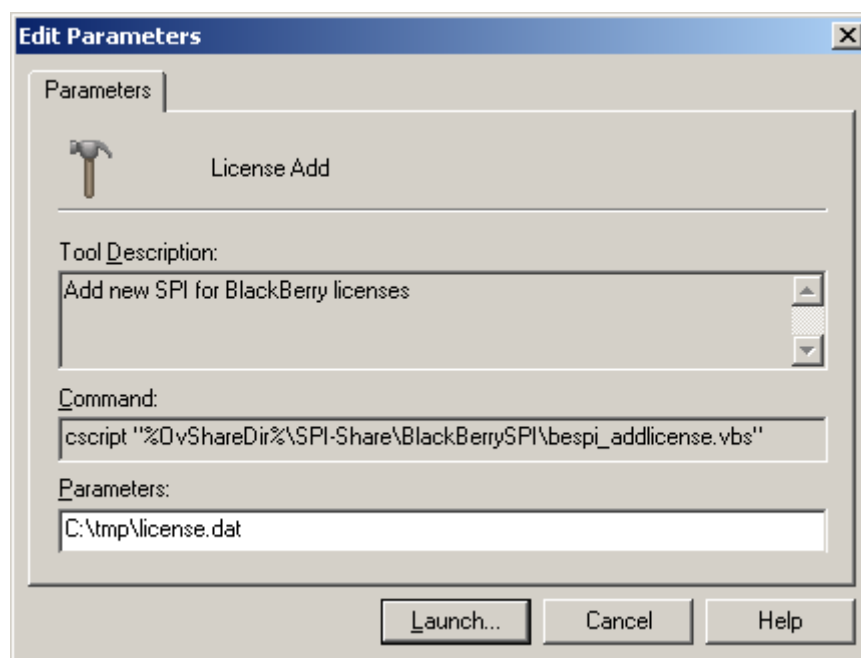 Edit Parameters
Parameters
License Add
Tool Description:
Add new SPI for BlackBerry licenses
Command:
cscript "%OvShareDir%\SPI-Share\BlackBerrySPI\bespi_addlicense.vbs"
Parameters:
C:\tmp\license.dat
Launch... Cancel Help